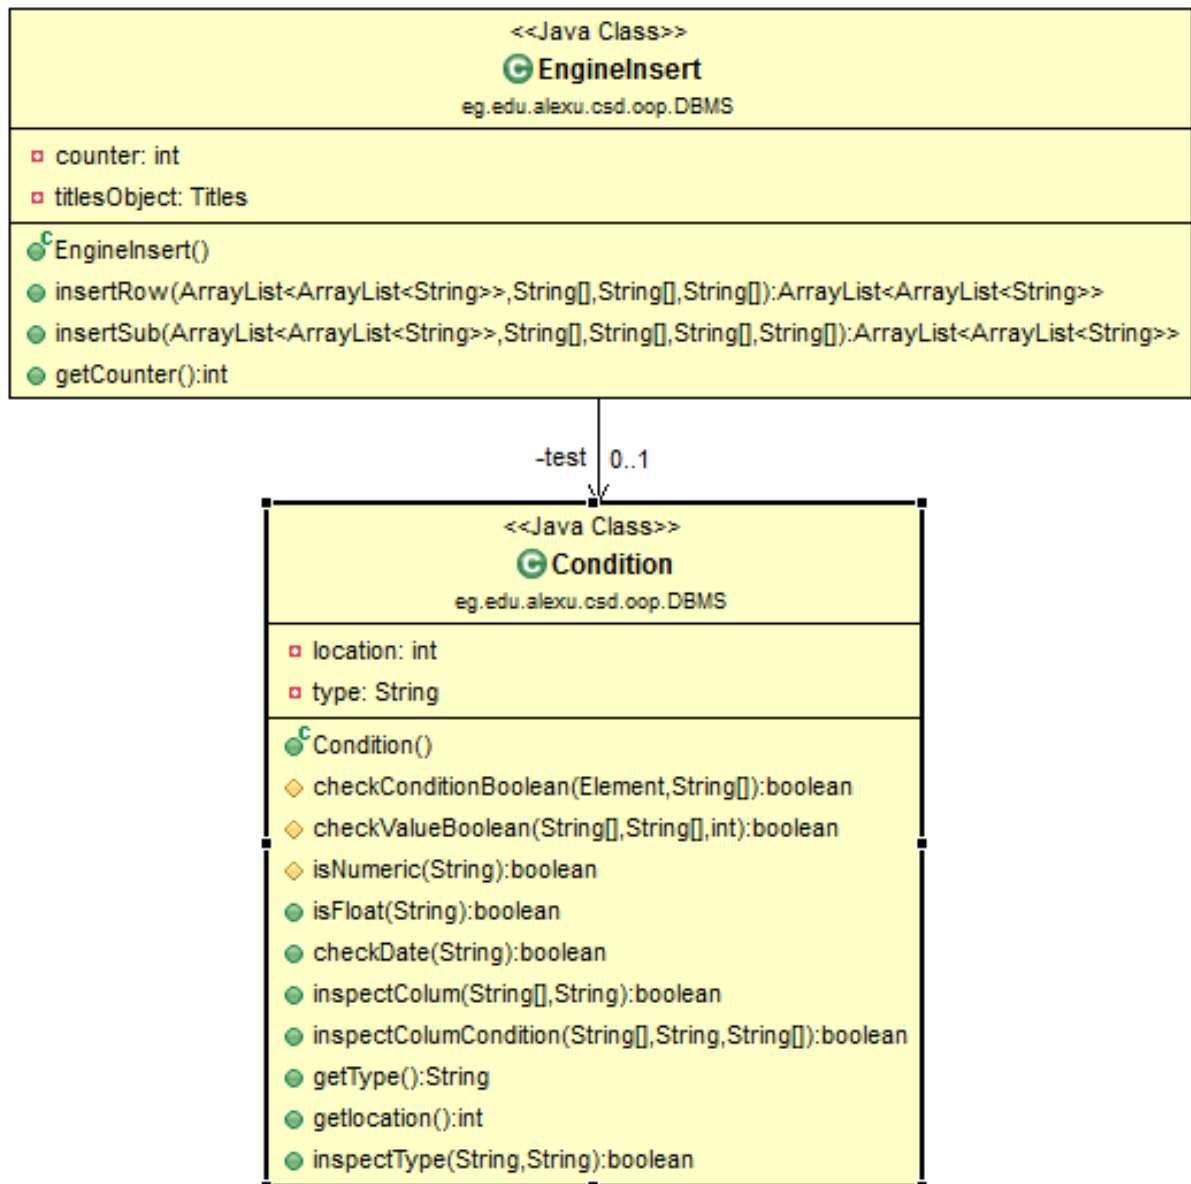 <<Java Class>>
C EngineInsert
eg.edu.alexu.csd.oop.DBMS
counter: int
titlesObject: Titles
C EngineInsert()
insertRow(ArrayList<ArrayList<String>>,String[],String[],String[]):ArrayList<ArrayList<String>>
insertSub(ArrayList<ArrayList<String>>,String[],String[],String[],String[]):ArrayList<ArrayList<String>>
getCounter():int
-test 0..1
<<Java Class>>
C Condition
eg.edu.alexu.csd.oop.DBMS
location: int
type: String
C Condition()
checkConditionBoolean(Element,String[]):boolean
checkValueBoolean(String[],String[],int):boolean
isNumeric(String):boolean
isFloat(String):boolean
checkDate(String):boolean
inspectColum(String[],String):boolean
inspectColumCondition(String[],String,String[]):boolean
getType():String
getlocation():int
inspectType(String,String):boolean